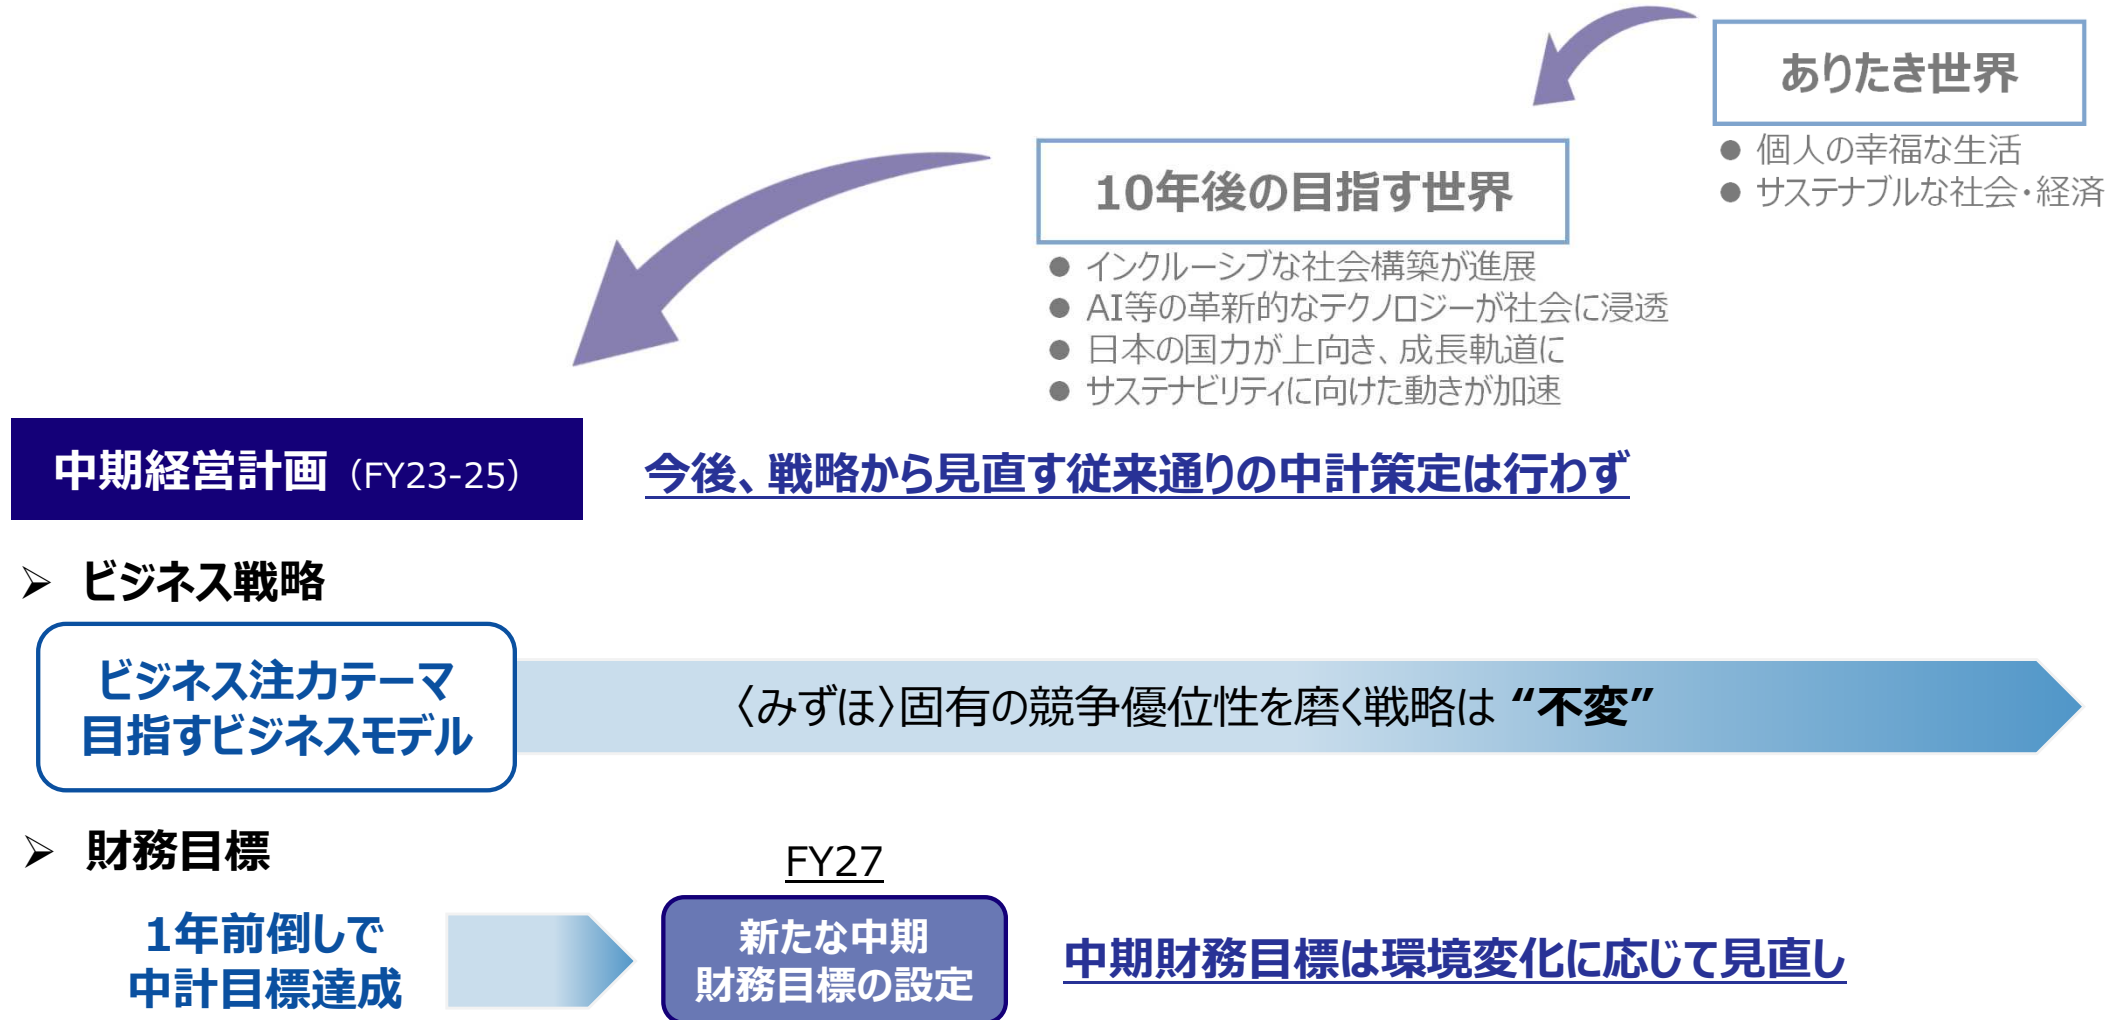 ありたき世界
● 個人の幸福な生活
● サステナブルな社会・経済
10年後の目指す世界
● インクルーシブな社会構築が進展
● AI等の革新的なテクノロジーが社会に浸透
● 日本の国力が上向き、成長軌道に
● サステナビリティに向けた動きが加速
中期経営計画（FY23-25）
今後、戦略から見直す従来通りの中計策定は行わず
➢ ビジネス戦略
ビジネス注力テーマ
目指すビジネスモデル
〈みずほ〉固有の競争優位性を磨く戦略は “不変”
➢ 財務目標
1年前倒しで
中計目標達成
FY27
新たな中期
財務目標の設定
中期財務目標は環境変化に応じて見直し